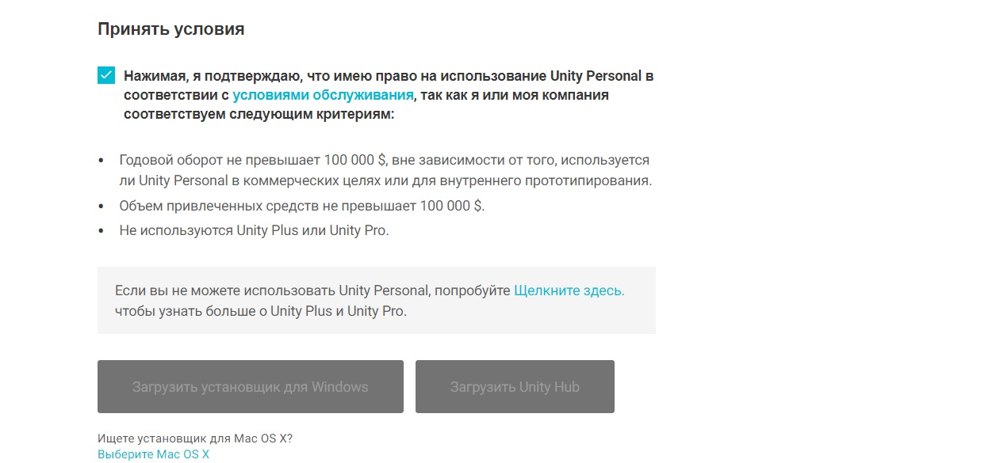 Принять условия
Нажимая, я подтверждаю, что имею право на использование Unity Personal в
соответствии с условиями обслуживания, так как я или моя компания
соответствуем следующим критериям:
• Годовой оборот не превышает 100 000 $, вне зависимости от того, используется
ли Unity Personal в коммерческих целях или для внутреннего прототипирования.
• Объем привлеченных средств не превышает 100 000 $.
• Не используются Unity Plus или Unity Pro.
Если вы не можете использовать Unity Personal, попробуйте Щелкните здесь.
чтобы узнать больше о Unity Plus и Unity Pro.
Загрузить установщик для Windows
Загрузить Unity Hub
Ищете установщик для Mac OS X?
Выберите Mac OS X